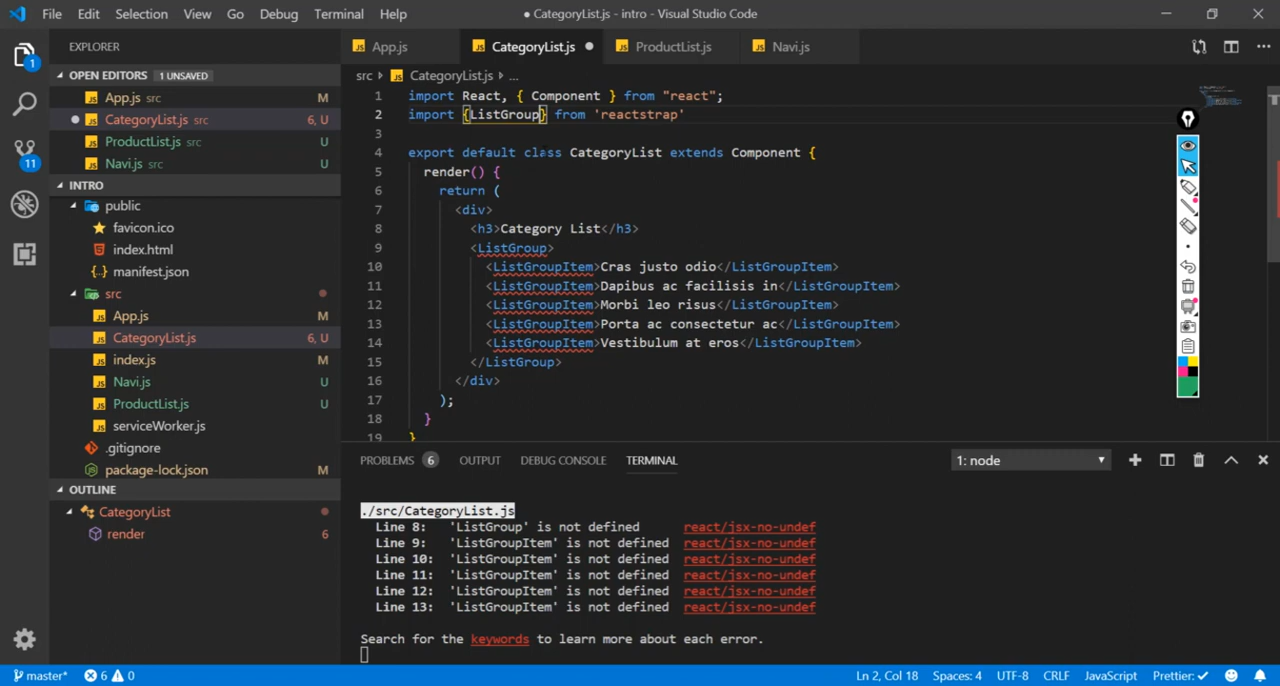 File Edit Selection View Go Debug Terminal Help
● CategoryList.js - intro - Visual Studio Code
EXPLORER
App.js
CategoryList.js
ProductList.js
Navi.js
OPEN EDITORS 1 UNSAVED
App.js src M
CategoryList.js src 6, U
ProductList.js src U
Navi.js src U
INTRO
public
favicon.ico
index.html
manifest.json
src
App.js M
CategoryList.js 6, U
index.js M
Navi.js U
ProductList.js U
serviceWorker.js
.gitignore
package-lock.json M
OUTLINE
CategoryList
render 6
1
11
src > CategoryList.js > ...
1 import React, { Component } from "react";
2 import {ListGroup} from 'reactstrap'
3
4 export default class CategoryList extends Component {
5 render() {
6 return (
7 <div>
8 <h3>Category List</h3>
9 <ListGroup>
10 <ListGroupItem>Cras justo odio</ListGroupItem>
11 <ListGroupItem>Dapibus ac facilisis in</ListGroupItem>
12 <ListGroupItem>Morbi leo risus</ListGroupItem>
13 <ListGroupItem>Porta ac consectetur ac</ListGroupItem>
14 <ListGroupItem>Vestibulum at eros</ListGroupItem>
15 </ListGroup>
16 </div>
17 );
18 }
19 }
PROBLEMS 6 OUTPUT DEBUG CONSOLE TERMINAL
1: node
./src/CategoryList.js
Line 8: 'ListGroup' is not defined react/jsx-no-undef
Line 9: 'ListGroupItem' is not defined react/jsx-no-undef
Line 10: 'ListGroupItem' is not defined react/jsx-no-undef
Line 11: 'ListGroupItem' is not defined react/jsx-no-undef
Line 12: 'ListGroupItem' is not defined react/jsx-no-undef
Line 13: 'ListGroupItem' is not defined react/jsx-no-undef
Search for the keywords to learn more about each error.
master* 6 0
Ln 2, Col 18 Spaces: 4 UTF-8 CRLF JavaScript Prettier: ✓